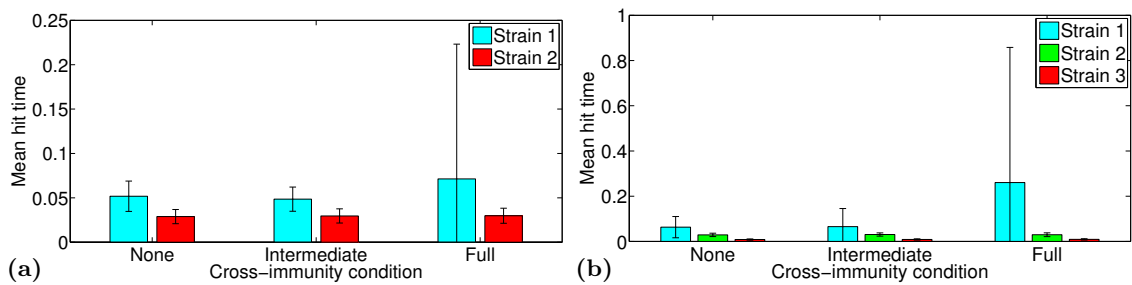 0.25
0.2
0.15
0.1
0.05
0
Mean hit time
Strain 1
Strain 2
None
Intermediate
Full
Cross−immunity condition
(a)
1
0.8
0.6
0.4
0.2
0
Mean hit time
Strain 1
Strain 2
Strain 3
None
Intermediate
Full
Cross−immunity condition
(b)